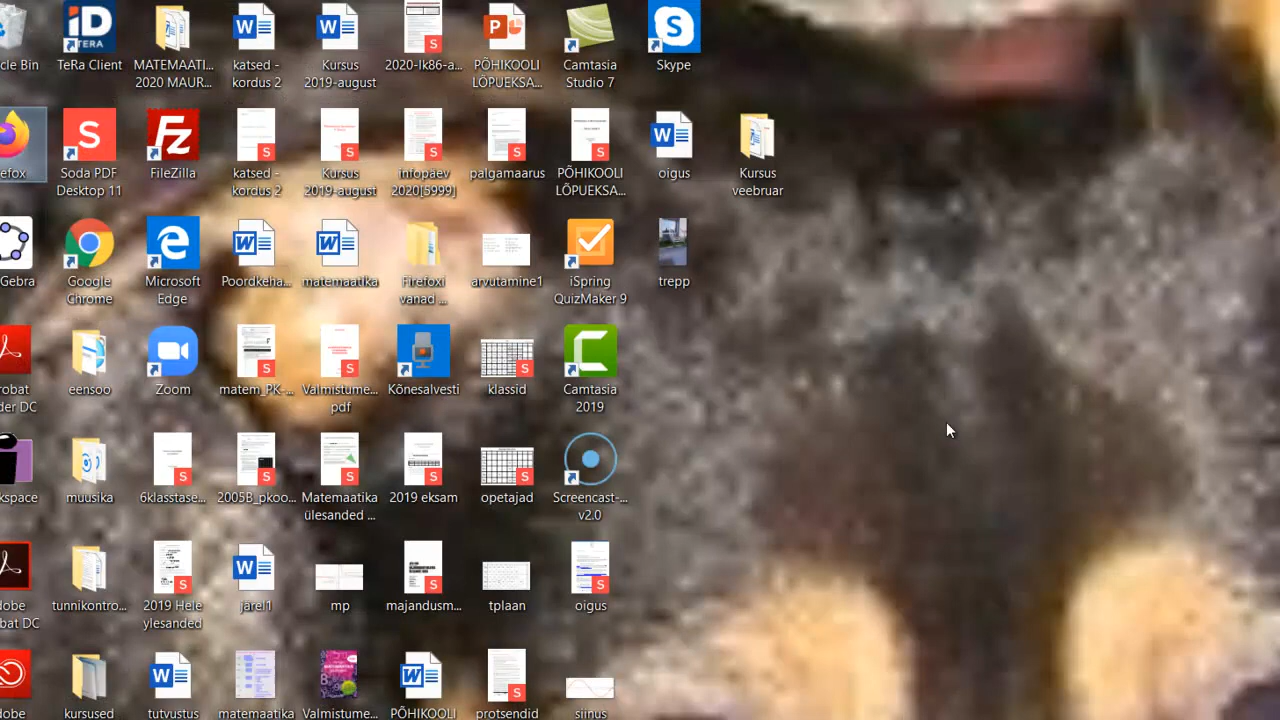 cle Bin
TeRa Client
MATEMAATI...
2020 MAUR...
katsed -
kordus 2
Kursus
2019-august
2020-lk86-a...
PÕHIKOOLI
LÕPUEKSA...
Camtasia
Studio 7
Skype
efox
Soda PDF
Desktop 11
FileZilla
katsed -
kordus 2
Kursus
2019-august
infopäev
2020[5999]
palgamaarus
PÕHIKOOLI
LÕPUEKSA...
oigus
Kursus
veebruar
Gebra
Google
Chrome
Microsoft
Edge
Poordkeha...
matemaatika
Firefoxi
vanad ...
arvutamine1
iSpring
QuizMaker 9
trepp
robat
der DC
eensoo
Zoom
matem_PK-...
Valmistume...
pdf
Kõnesalvesti
klassid
Camtasia
2019
kspace
muusika
6klasstase...
2005B_pkoo...
Matemaatika
ülesanded ...
2019 eksam
opetajad
Screencast-...
v2.0
dobe
bat DC
tunnikontro...
2019 Hele
ylesanded
järel1
mp
majandusm...
tplaan
oigus
dobe
kursused
tutvustus
matemaatika
Valmistume...
PÕHIKOOLI
protsendid
siinus